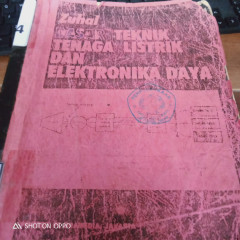 Zuhal
TEKNIK
TENAGA LISTRIK
DAN
ELEKTRONIKA DAYA
SHOT ON OPPO